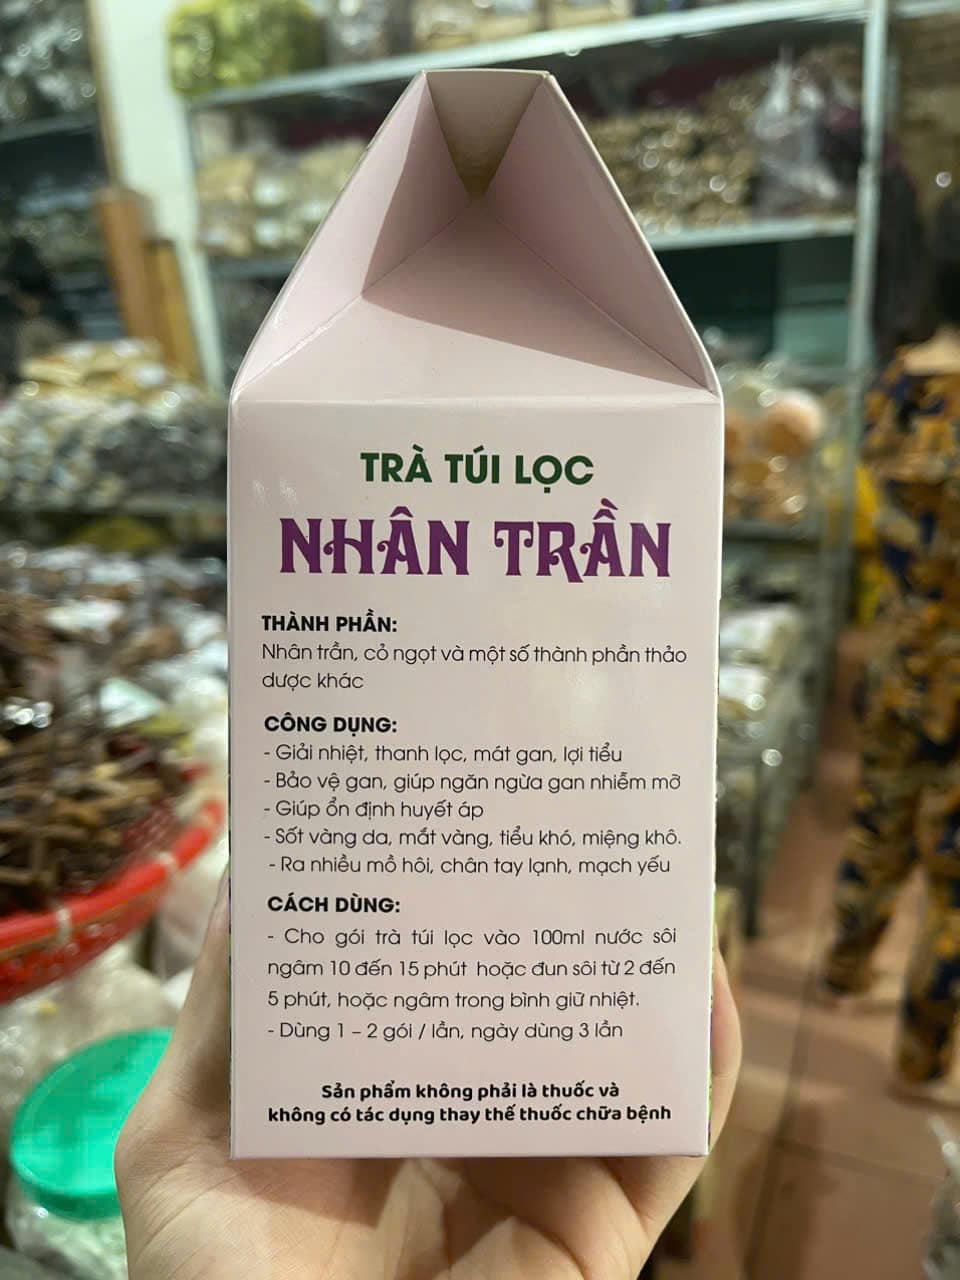 TRÀ TÚI LỌC
NHÂN TRẦN
THÀNH PHẦN:
Nhân trần, cỏ ngọt và một số thành phần thảo
dược khác
CÔNG DỤNG:
- Giải nhiệt, thanh lọc, mát gan, lợi tiểu
- Bảo vệ gan, giúp ngăn ngừa gan nhiễm mỡ
- Giúp ổn định huyết áp
- Sốt vàng da, mắt vàng, tiểu khó, miệng khô.
- Ra nhiều mồ hôi, chân tay lạnh, mạch yếu
CÁCH DÙNG:
- Cho gói trà túi lọc vào 100ml nước sôi
ngâm 10 đến 15 phút hoặc đun sôi từ 2 đến
5 phút, hoặc ngâm trong bình giữ nhiệt.
- Dùng 1 – 2 gói / lần, ngày dùng 3 lần
Sản phẩm không phải là thuốc và
không có tác dụng thay thế thuốc chữa bệnh